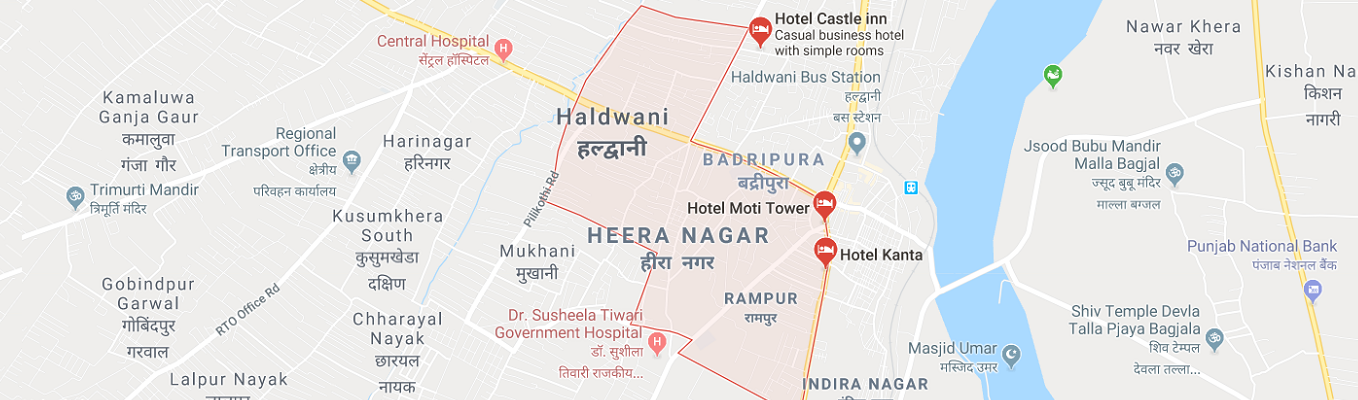 Hotel Castle inn
Casual business hotel
with simple rooms
Central Hospital
सेंट्रल हॉस्पिटल
Nawar Khera
नवर खेरा
Haldwani Bus Station
हल्द्वानी
बस स्टेशन
Kishan Na
किशन
नागरी
Kamaluwa
Ganja Gaur
कमालुवा
गंजा गौर
Haldwani
हल्द्वानी
Regional
Transport Office
क्षेत्रीय
परिवहन कार्यालय
Harinagar
हरिनगर
BADRIPURA
बद्रीपुरा
Jsood Bubu Mandir
Malla Bagjal
ज्सूद बुबू मंदिर
माल्ला बग्जल
Trimurti Mandir
त्रिमूर्ति मंदिर
Pilikothi Rd
Hotel Moti Tower
Kusumkhera
South
कुसुमखेडा
दक्षिण
HEERA NAGAR
हीरा नगर
Mukhani
मुखानी
Hotel Kanta
Punjab National Bank
पंजाब नेशनल बैंक
Gobindpur
Garwal
गोबिंदपुर
गरवाल
RTO Office Rd
RAMPUR
रामपुर
Chharayal
Nayak
छारयल
नायक
Dr. Susheela Tiwari
Government Hospital
डॉ. सुशीला
तिवारी राजकीय...
Shiv Temple Devla
Talla Pjaya Bagjala
शिव टेम्पल
देवला तल्ला...
Masjid Umar
मस्जिद उमर
Lalpur Nayak
INDIRA NAGAR